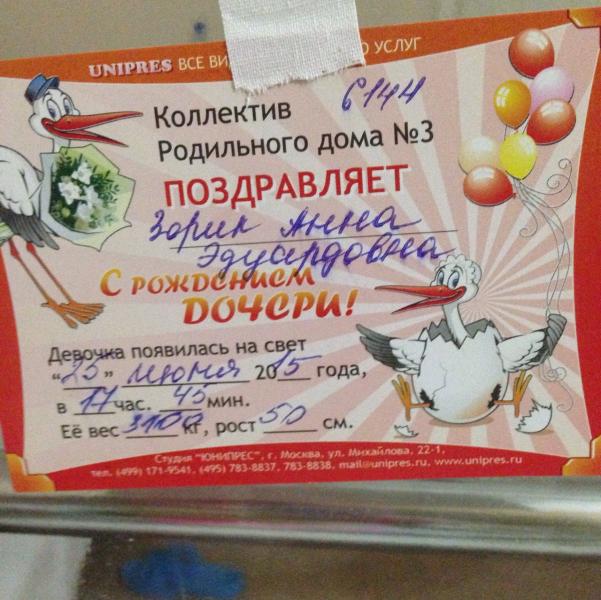 UNIPRES ВСЕ ВИ О УСЛУГ
6144
Коллектив
Родильного дома №3
ПОЗДРАВЛЯЕТ
Зорик Анна
Эдуардовна
С РОЖДЕНИЕМ
ДОЧЕРИ!
Девочка появилась на свет
"25" июня 2015 года,
в 17 час. 45 мин.
Её вес 3100 кг, рост 50 см.
Студия "ЮНИПРЕС", г. Москва, ул. Михайлова, 22-1,
тел. (499) 171-9541, (495) 783-8837, 783-8838, mail@unipres.ru, www.unipres.ru